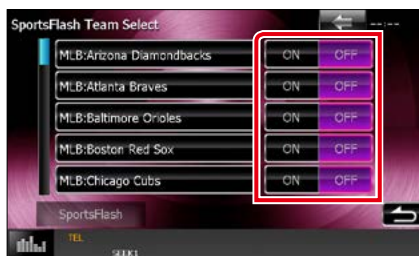 SportsFlash Team Select --:--
MLB:Arizona Diamondbacks ON OFF
MLB:Atlanta Braves ON OFF
MLB:Baltimore Orioles ON OFF
MLB:Boston Red Sox ON OFF
MLB:Chicago Cubs ON OFF
SportsFlash
TEL
SEEK1